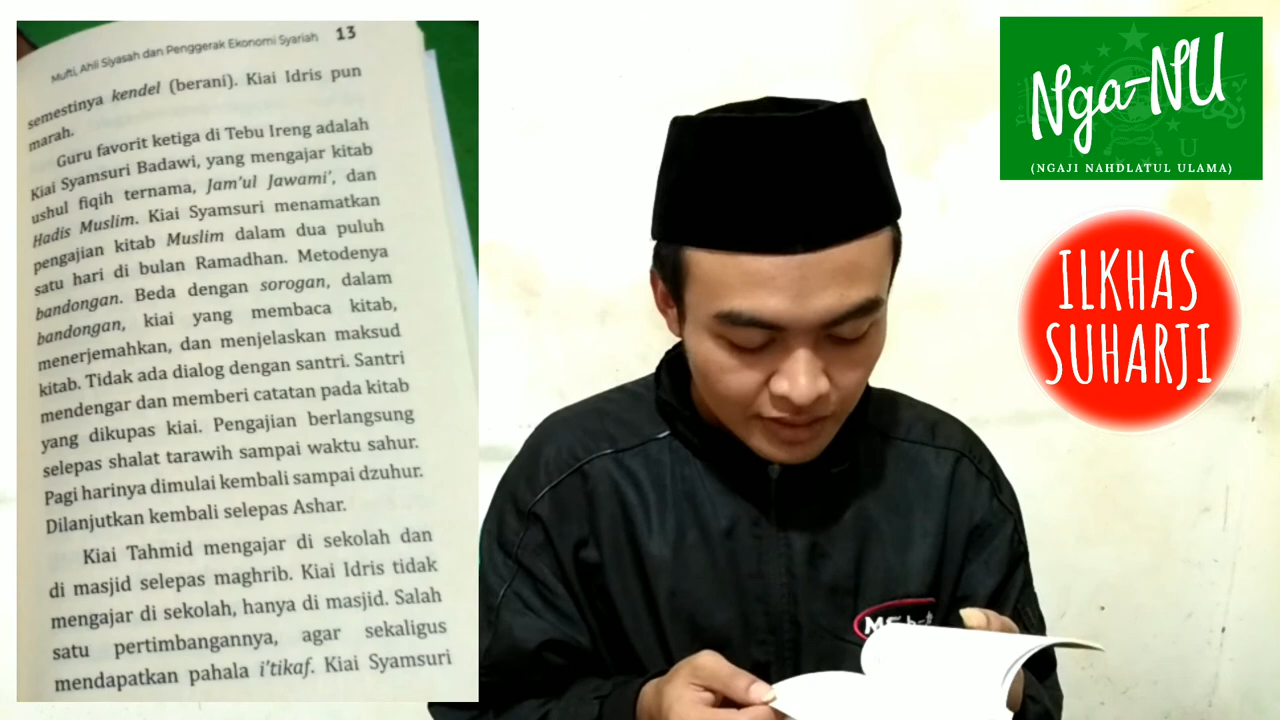 Mufti, Ahli Siyasah dan Penggerak Ekonomi Syariah 13
semestinya kendel (berani). Kiai Idris pun
marah.
Guru favorit ketiga di Tebu Ireng adalah
Kiai Syamsuri Badawi, yang mengajar kitab
ushul fiqih ternama, Jam'ul Jawami', dan
Hadis Muslim. Kiai Syamsuri menamatkan
pengajian kitab Muslim dalam dua puluh
satu hari di bulan Ramadhan. Metodenya
bandongan. Beda dengan sorogan, dalam
bandongan, kiai yang membaca kitab,
menerjemahkan, dan menjelaskan maksud
kitab. Tidak ada dialog dengan santri. Santri
mendengar dan memberi catatan pada kitab
yang dikupas kiai. Pengajian berlangsung
selepas shalat tarawih sampai waktu sahur.
Pagi harinya dimulai kembali sampai dzuhur.
Dilanjutkan kembali selepas Ashar.
Kiai Tahmid mengajar di sekolah dan
di masjid selepas maghrib. Kiai Idris tidak
mengajar di sekolah, hanya di masjid. Salah
satu pertimbangannya, agar sekaligus
mendapatkan pahala i'tikaf. Kiai Syamsuri
Nga-NU
N U
(NGAJI NAHDLATUL ULAMA)
ILKHAS
SUHARJI